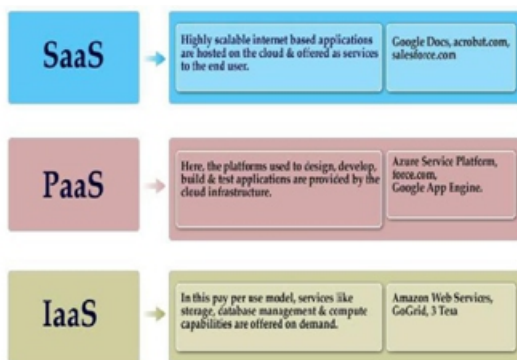 SaaS
Highly scalable internet based applications
are hosted on the cloud & offered as services
to the end user.
Google Docs, acrobat.com,
salesforce.com
PaaS
Here, the platforms used to design, develop,
build & test applications are provided by the
cloud infrastructure.
Azure Service Platform,
force.com,
Google App Engine.
IaaS
In this pay per use model, services like
storage, database management & compute
capabilities are offered on demand.
Amazon Web Services,
GoGrid, 3 Tera